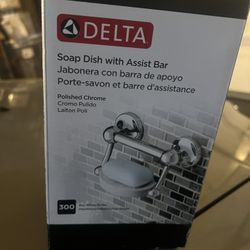 DELTA
Soap Dish with Assist Bar
Jabonera con barra de apoyo
Porte-savon et barre d'assistance
Polished Chrome
Cromo Pulido
Laiton Poli
300